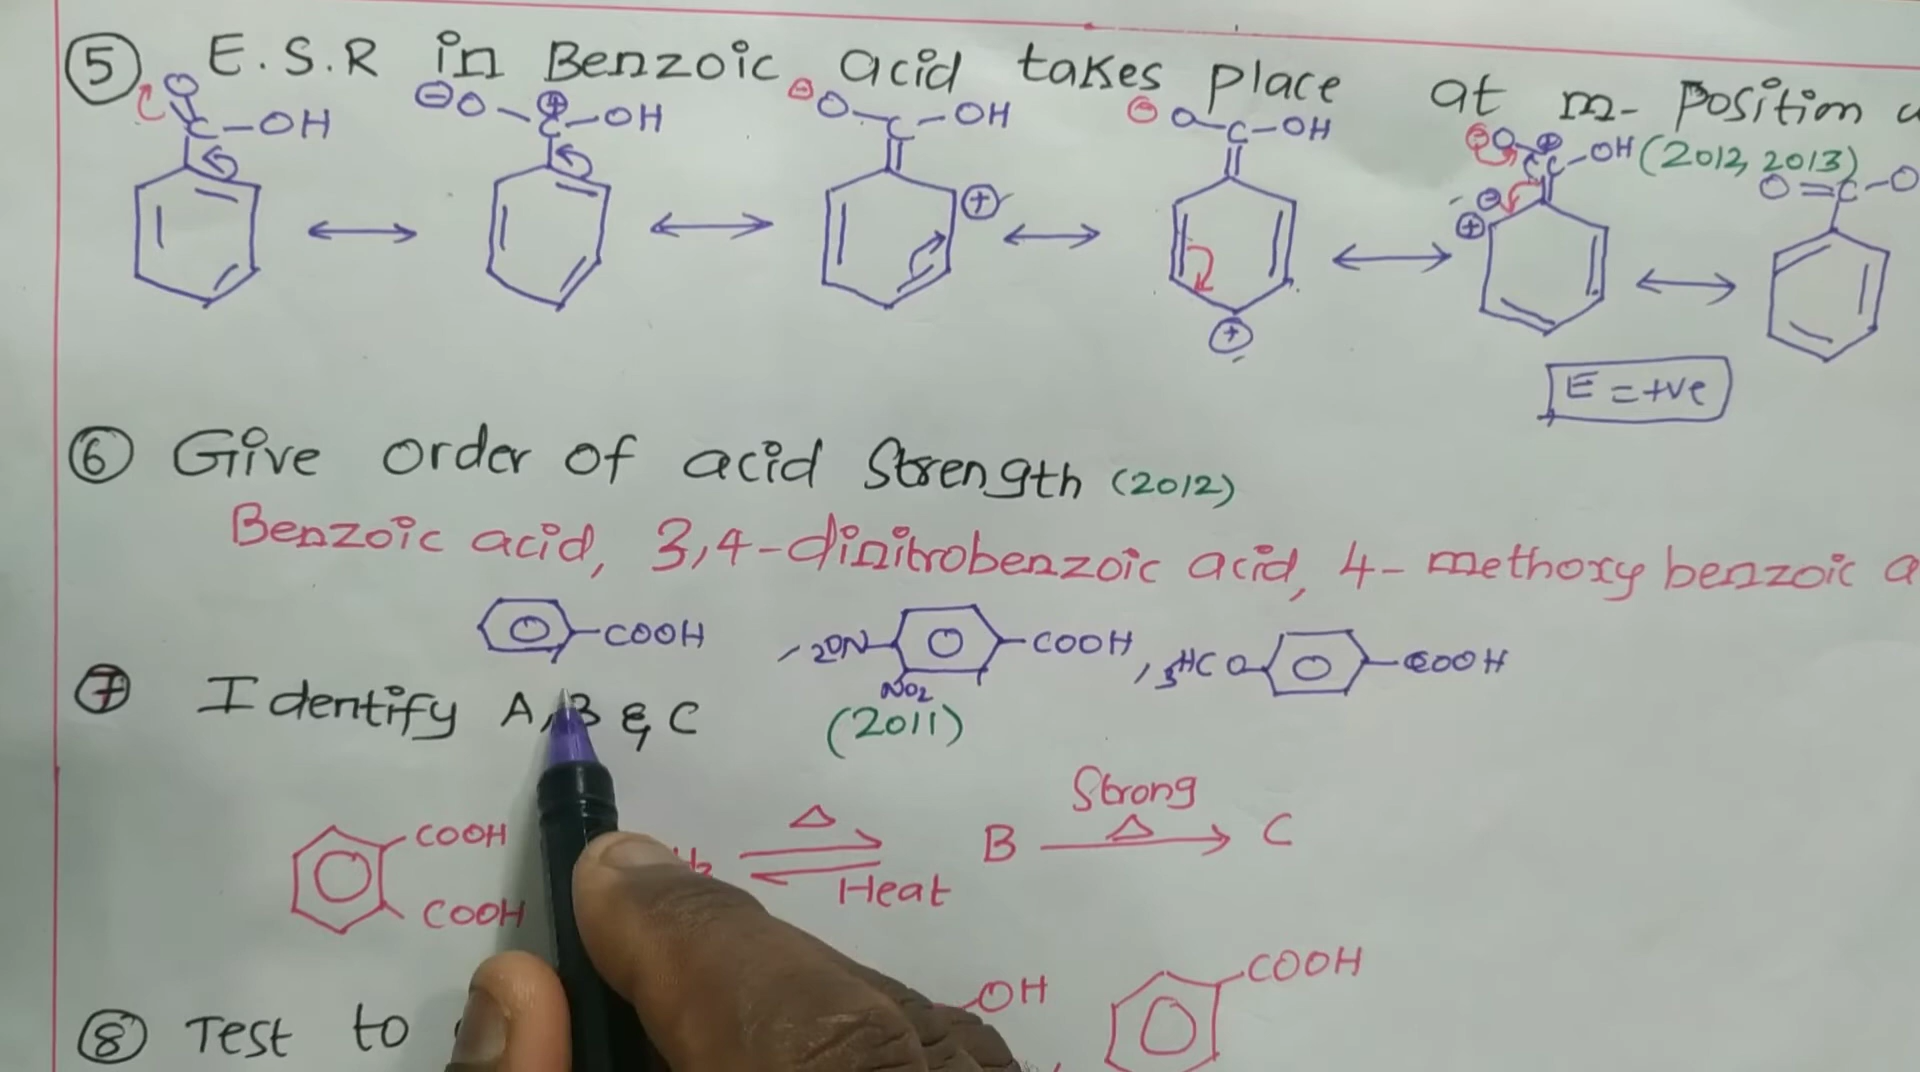 5 E.S.R in Benzoic acid takes place at m- position
O C-OH ⊖O-C-OH ⊕ ⊖O-C-OH ⊖O-C-OH ⊖O ⊕ C-OH (2012, 2013)
O=C-O
⊕ ⊕ -⊖
⊕
E = +ve
6 Give order of acid Strength (2012)
Benzoic acid, 3,4-dinitrobenzoic acid, 4- methoxy benzoic a
COOH 2ON COOH, 3HCO COOH
NO2
7 Identify A, B & C (2011)
COOH Δ B Strong Δ C
COOH Heat
OH COOH
8 Test to